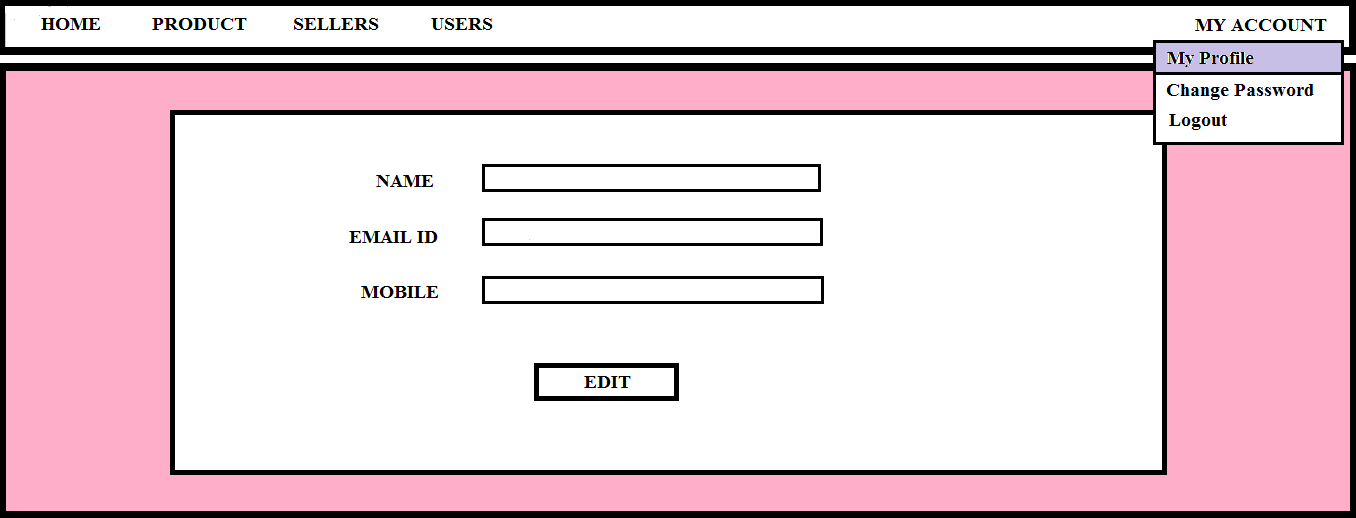 HOME PRODUCT SELLERS USERS MY ACCOUNT
My Profile
Change Password
Logout
NAME
EMAIL ID
MOBILE
EDIT